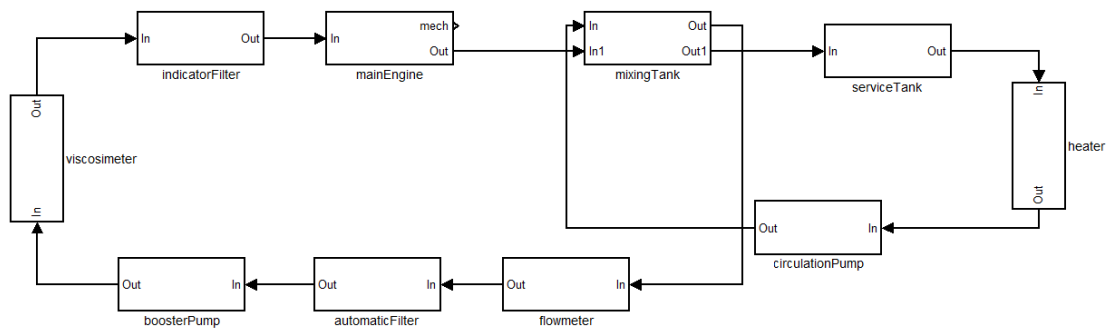 In Out
indicatorFilter
mech
In Out
mainEngine
In Out
In1 Out1
mixingTank
In Out
serviceTank
Out
In
viscosimeter
In
Out
heater
Out In
circulationPump
Out In
boosterPump
Out In
automaticFilter
Out In
flowmeter